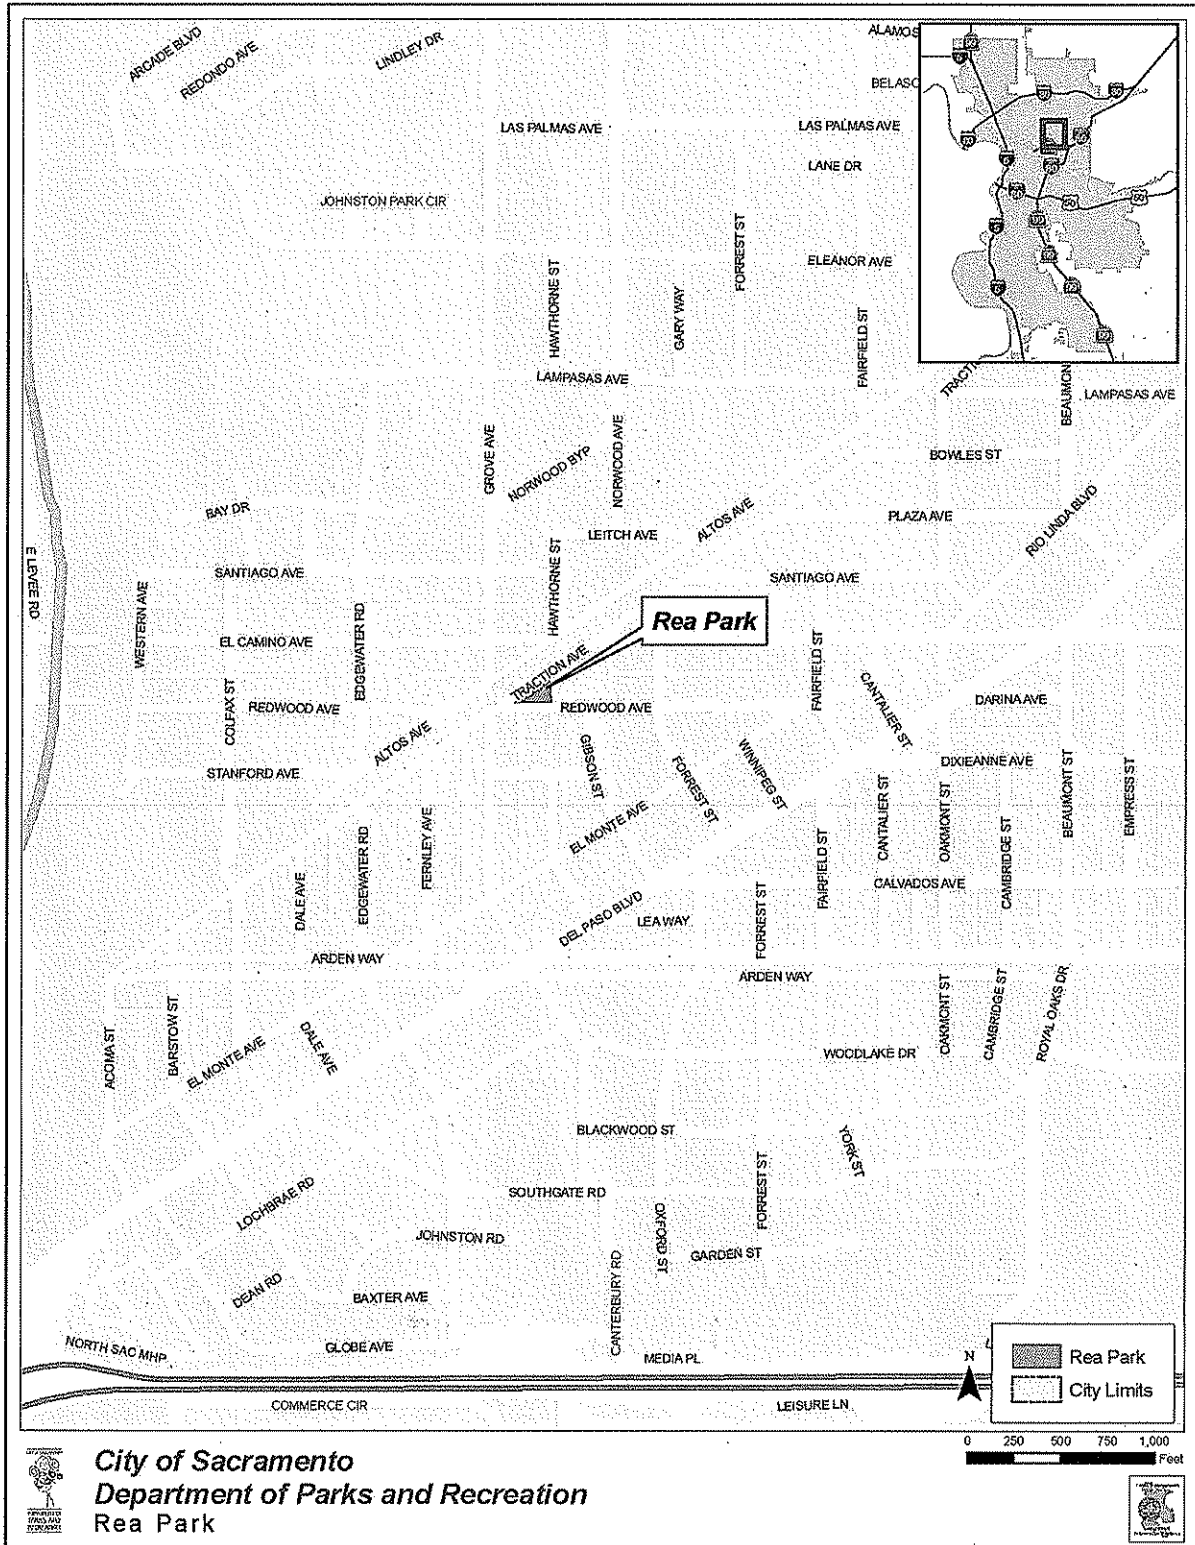 ARCADE BLVD
REDONDO AVE
LINDLEY DR
ALAMOS
BELASC
LAS PALMAS AVE
LAS PALMAS AVE
LANE DR
JOHNSTON PARK CIR
FORREST ST
ELEANOR AVE
HAWTHORNE ST
GARY WAY
FAIRFIELD ST
TRACTI
BEAUMON
LAMPASAS AVE
LAMPASAS AVE
GROVE AVE
NORWOOD BYP
NORWOOD AVE
BOWLES ST
BAY DR
LEITCH AVE
ALTOS AVE
PLAZA AVE
RIO LINDA BLVD
E LEVEE RD
SANTIAGO AVE
HAWTHORNE ST
SANTIAGO AVE
WESTERN AVE
EL CAMINO AVE
EDGEWATER RD
Rea Park
FAIRFIELD ST
TRACTION AVE
COLFAX ST
REDWOOD AVE
REDWOOD AVE
CANTALIER ST
DARINA AVE
ALTOS AVE
STANFORD AVE
GIBSON ST
FORREST ST
WINNIPEG ST
DIXIEANNE AVE
BEAUMONT ST
EMPRESS ST
CANTALIER ST
OAKMONT ST
CAMBRIDGE ST
EL MONTE AVE
FERNLEY AVE
EDGEWATER RD
DALE AVE
FAIRFIELD ST
CALVADOS AVE
DEL PASO BLVD
LEA WAY
FORREST ST
ARDEN WAY
ARDEN WAY
OAKMONT ST
CAMBRIDGE ST
ROYAL OAKS DR
ACOMA ST
BARSTOW ST
EL MONTE AVE
DALE AVE
WOODLAKE DR
BLACKWOOD ST
YORK ST
LOCHBRAE RD
SOUTHGATE RD
FORREST ST
JOHNSTON RD
OXFORD ST
GARDEN ST
DEAN RD
BAXTER AVE
CANTERBURY RD
NORTH SAC MHP
GLOBE AVE
MEDIA PL
COMMERCE CIR
LEISURE LN
N
Rea Park
City Limits
0 250 500 750 1,000
Feet
City of Sacramento
Department of Parks and Recreation
Rea Park